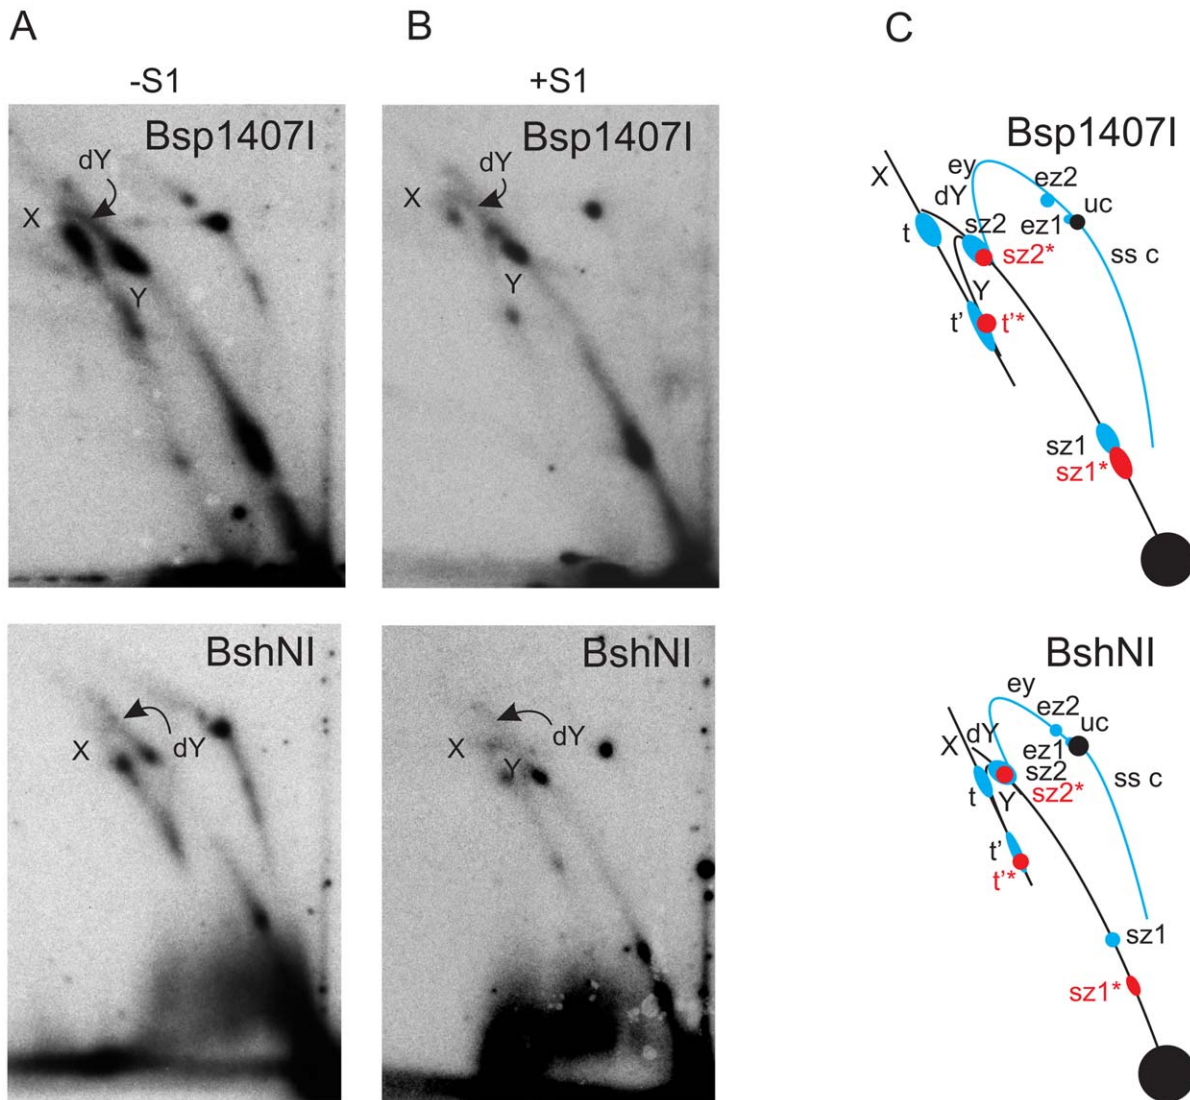 A
B
C
-S1
+S1
Bsp1407I
dY
X
Y
Bsp1407I
dY
X
Y
Bsp1407I
X
ey
ez2
dY
uc
sz2
ez1
t
sz2*
ss c
Y
t'
t'*
sz1
sz1*
BshNI
X
dY
BshNI
X
dY
Y
BshNI
ey
ez2
uc
X
dY
ez1
sz2
t
Y
sz2*
ss c
t'
t'*
sz1
sz1*